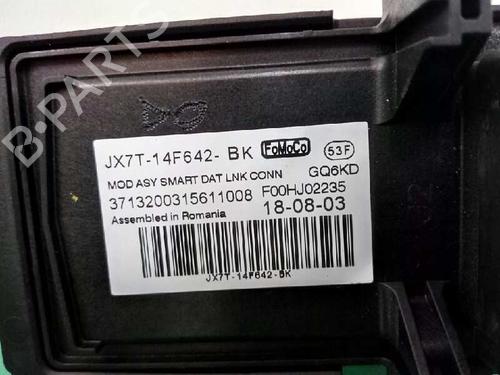 B-PARTS
JX7T-14F642- BK FoMoCo 53F
MOD ASY SMART DAT LNK CONN GQ6KD
3713200315611008 F00HJ02235
Assembled in Romania 18-08-03
JX7T-14F642-BK